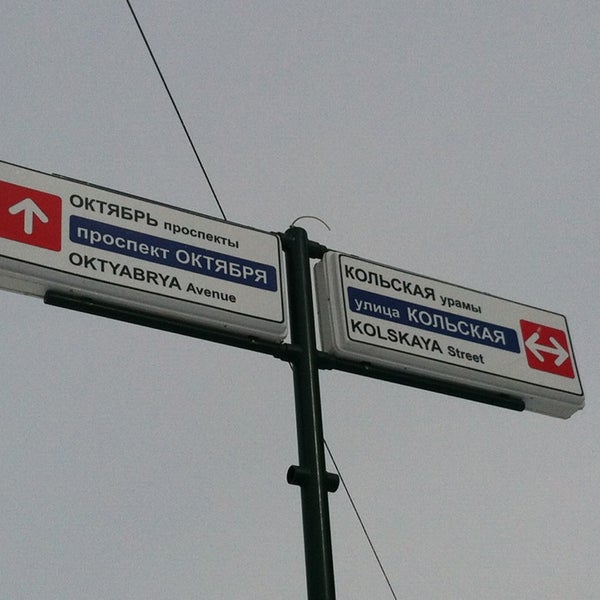 ОКТЯБРЬ проспекты
проспект ОКТЯБРЯ
OKTYABRYA Avenue
КОЛЬСКАЯ урамы
улица КОЛЬСКАЯ
KOLSKAYA Street